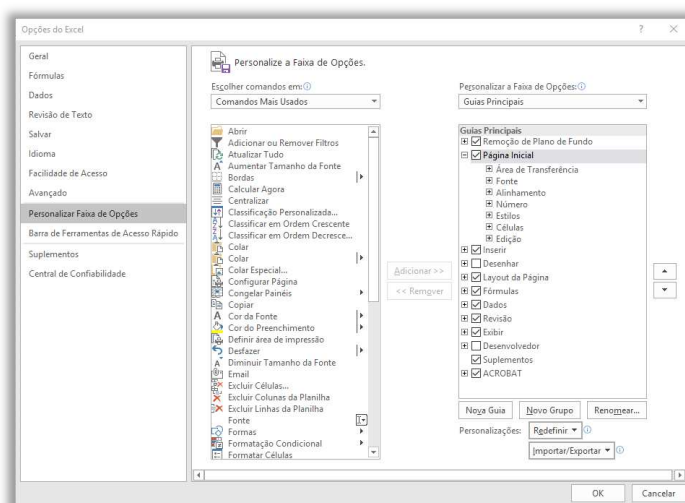 Opções do Excel
?
Geral
Fórmulas
Dados
Revisão de Texto
Salvar
Idioma
Facilidade de Acesso
Avançado
Personalizar Faixa de Opções
Barra de Ferramentas de Acesso Rápido
Suplementos
Central de Confiabilidade
Personalize a Faixa de Opções.
Escolher comandos em:
Comandos Mais Usados
Abrir
Adicionar ou Remover Filtros
Atualizar Tudo
Aumentar Tamanho da Fonte
Bordas
Calcular Agora
Centralizar
Classificação Personalizada...
Classificar em Ordem Crescente
Classificar em Ordem Decresce...
Colar
Colar
Colar Especial...
Configurar Página
Congelar Painéis
Copiar
Cor da Fonte
Cor do Preenchimento
Definir área de impressão
Desfazer
Diminuir Tamanho da Fonte
Email
Excluir Células...
Excluir Colunas da Planilha
Excluir Linhas da Planilha
Fonte
Formas
Formatação Condicional
Formatar Células
Adicionar >>
<< Remover
Personalizar a Faixa de Opções:
Guias Principais
Guias Principais
Remoção de Plano de Fundo
Página Inicial
Área de Transferência
Fonte
Alinhamento
Número
Estilos
Células
Edição
Inserir
Desenhar
Layout da Página
Fórmulas
Dados
Revisão
Exibir
Desenvolvedor
Suplementos
ACROBAT
Nova Guia
Novo Grupo
Renomear...
Personalizações:
Redefinir
Importar/Exportar
OK
Cancelar